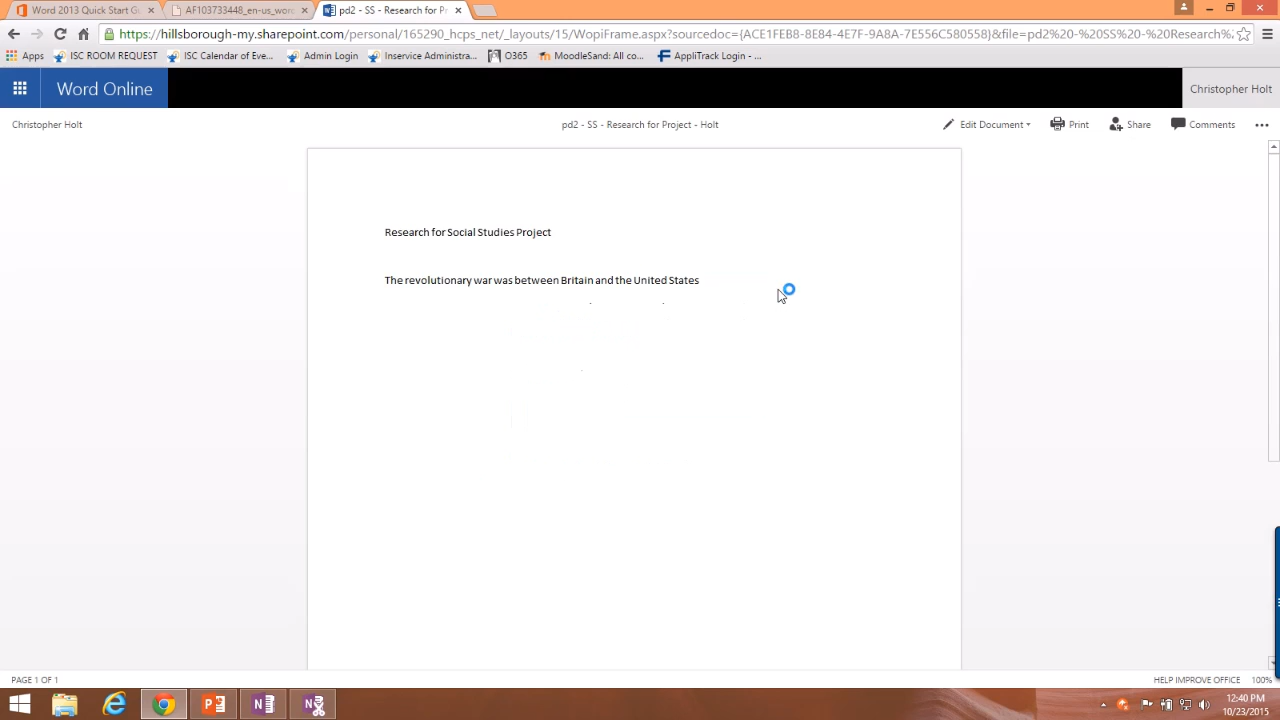 Word 2013 Quick Start Gu
AF103733448_en-us_wor
pd2 - SS - Research for Pr
https://hillsborough-my.sharepoint.com/personal/165290_hcps_net/_layouts/15/WopiFrame.aspx?sourcedoc={ACE1FEB8-8E84-4E7F-9A8A-7E556C580558}&file=pd2%20-%20SS%20-%20Research%
Apps
ISC ROOM REQUEST
ISC Calendar of Eve...
Admin Login
Inservice Administra...
O365
MoodleSand: All co...
AppliTrack Login - ...
Word Online
Christopher Holt
Christopher Holt
pd2 - SS - Research for Project - Holt
Edit Document
Print
Share
Comments
Research for Social Studies Project
The revolutionary war was between Britain and the United States
PAGE 1 OF 1
HELP IMPROVE OFFICE
100%
12:40 PM
10/23/2015